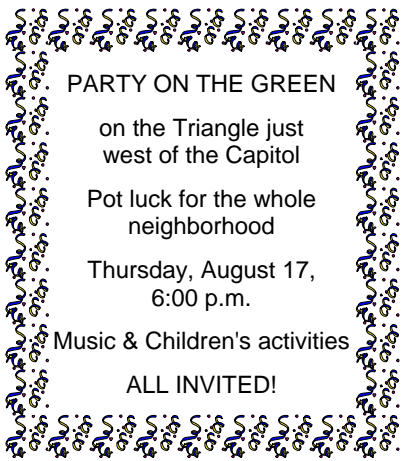 PARTY ON THE GREEN
on the Triangle just
west of the Capitol
Pot luck for the whole
neighborhood
Thursday, August 17,
6:00 p.m.
Music & Children's activities
ALL INVITED!